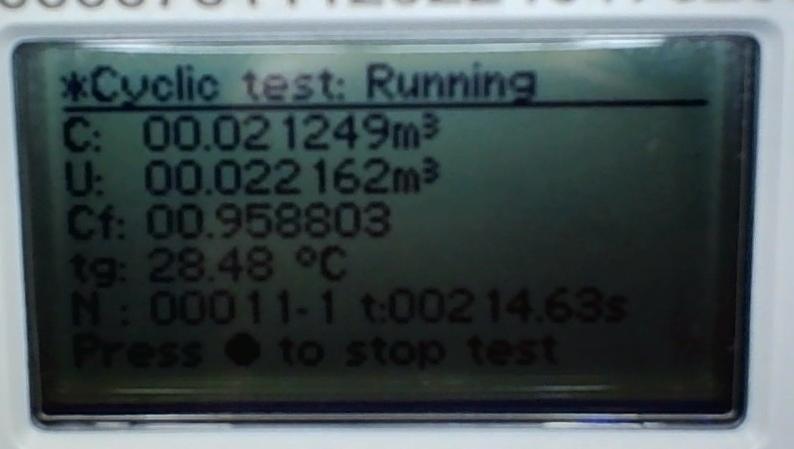 *Cyclic test: Running
C: 00.021249m³
U: 00.022162m³
Cf: 00.958803
tg: 28.48 °C
N : 00011-1 t:00214.63s
Press ● to stop test